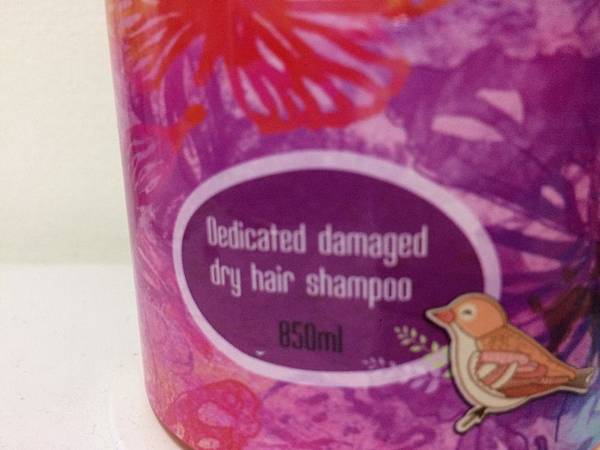 Dedicated damaged
dry hair shampoo
850ml